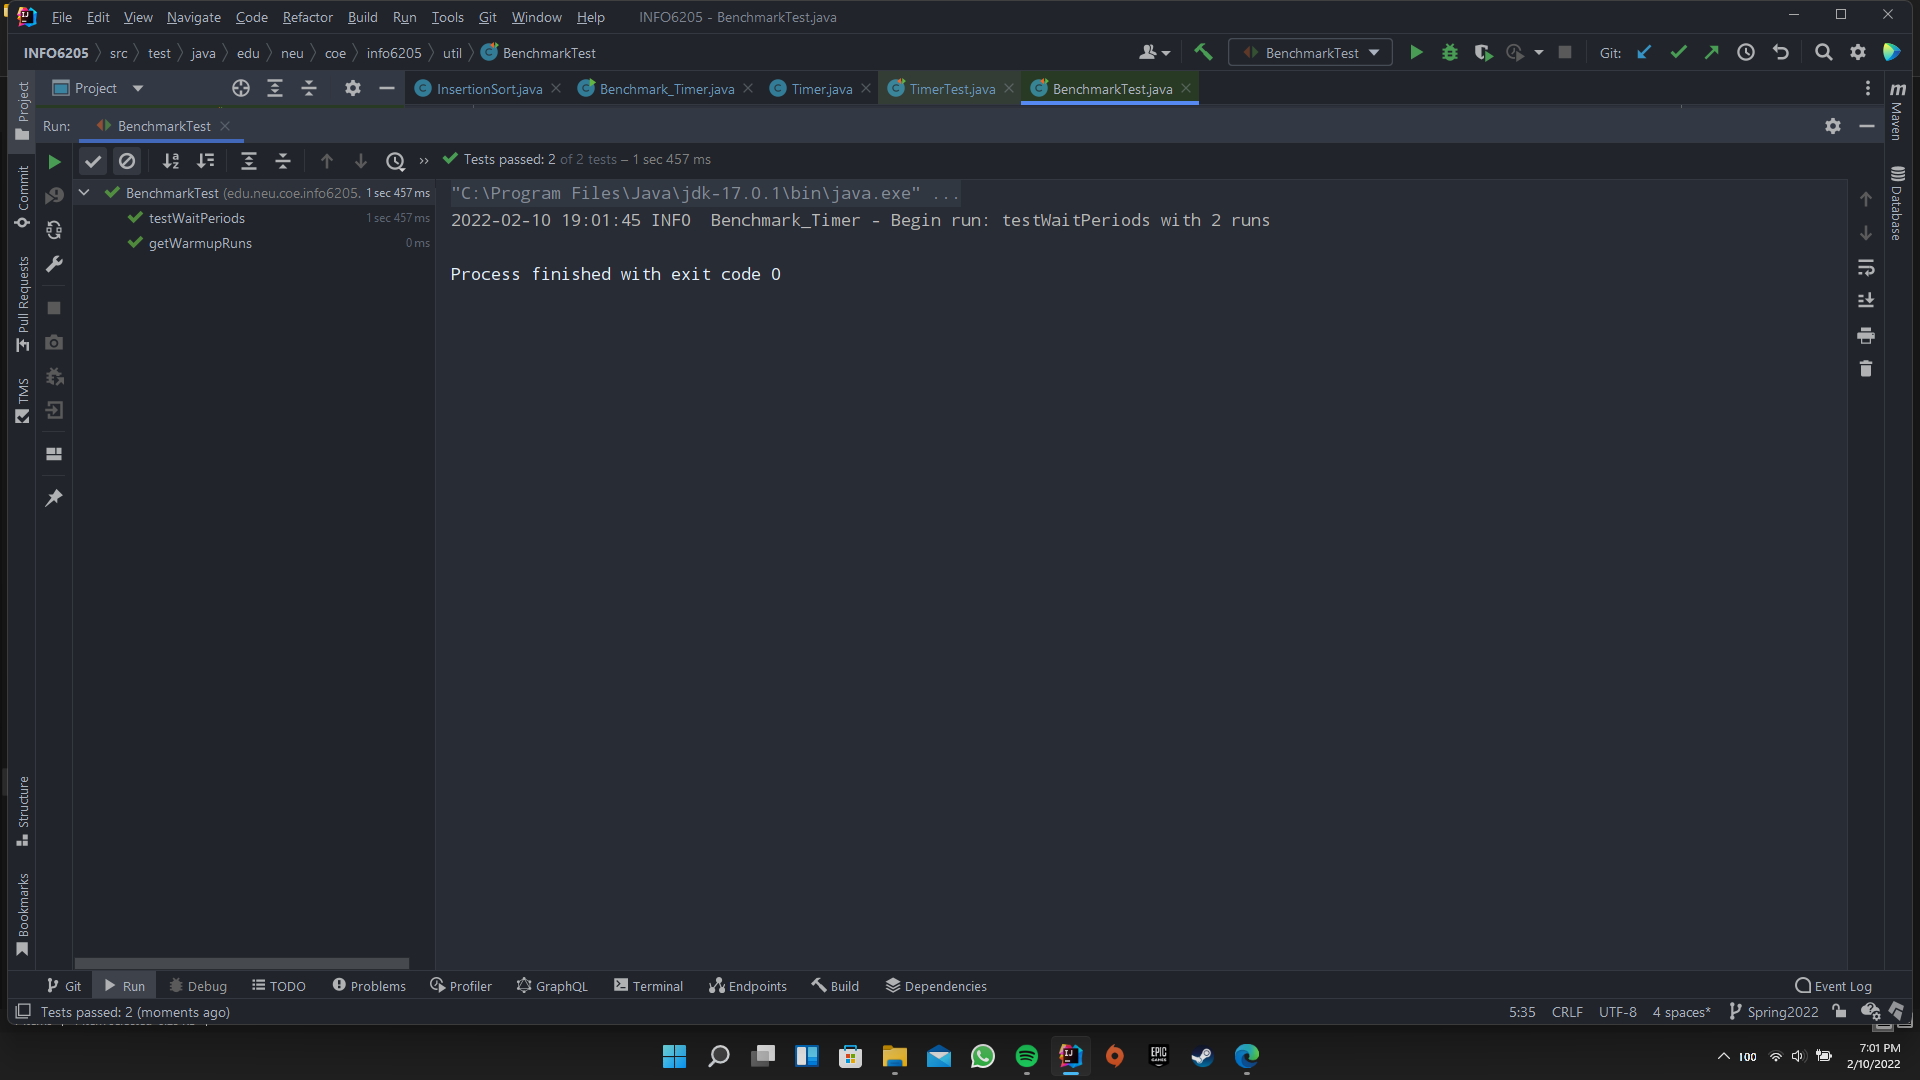 File Edit View Navigate Code Refactor Build Run Tools Git Window Help INFO6205 - BenchmarkTest.java
INFO6205 src test java edu neu coe info6205 util BenchmarkTest BenchmarkTest Git:
Project InsertionSort.java Benchmark_Timer.java Timer.java TimerTest.java BenchmarkTest.java
Run: BenchmarkTest
Tests passed: 2 of 2 tests – 1 sec 457 ms
BenchmarkTest (edu.neu.coe.info6205. 1 sec 457 ms
testWaitPeriods 1 sec 457 ms
getWarmupRuns 0 ms
"C:\Program Files\Java\jdk-17.0.1\bin\java.exe" ...
2022-02-10 19:01:45 INFO  Benchmark_Timer - Begin run: testWaitPeriods with 2 runs
Process finished with exit code 0
Project
Commit
Pull Requests
TMS
Structure
Bookmarks
m
Maven
Database
Git Run Debug TODO Problems Profiler GraphQL Terminal Endpoints Build Dependencies Event Log
Tests passed: 2 (moments ago) 5:35 CRLF UTF-8 4 spaces* Spring2022
100 7:01 PM
2/10/2022
EPIC
GAMES